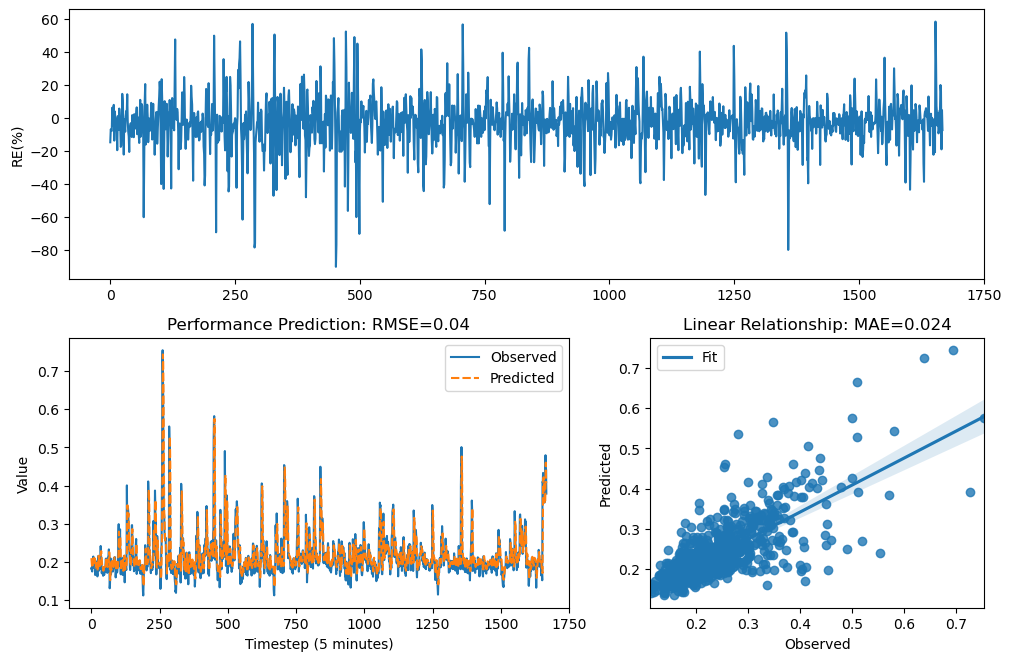 60
40
20
0
−20
−40
−60
−80
RE(%)
0 250 500 750 1000 1250 1500 1750
Performance Prediction: RMSE=0.04
Observed
Predicted
0.7
0.6
0.5
0.4
0.3
0.2
0.1
Value
0 250 500 750 1000 1250 1500 1750
Timestep (5 minutes)
Linear Relationship: MAE=0.024
Fit
0.7
0.6
0.5
0.4
0.3
0.2
Predicted
0.2 0.3 0.4 0.5 0.6 0.7
Observed